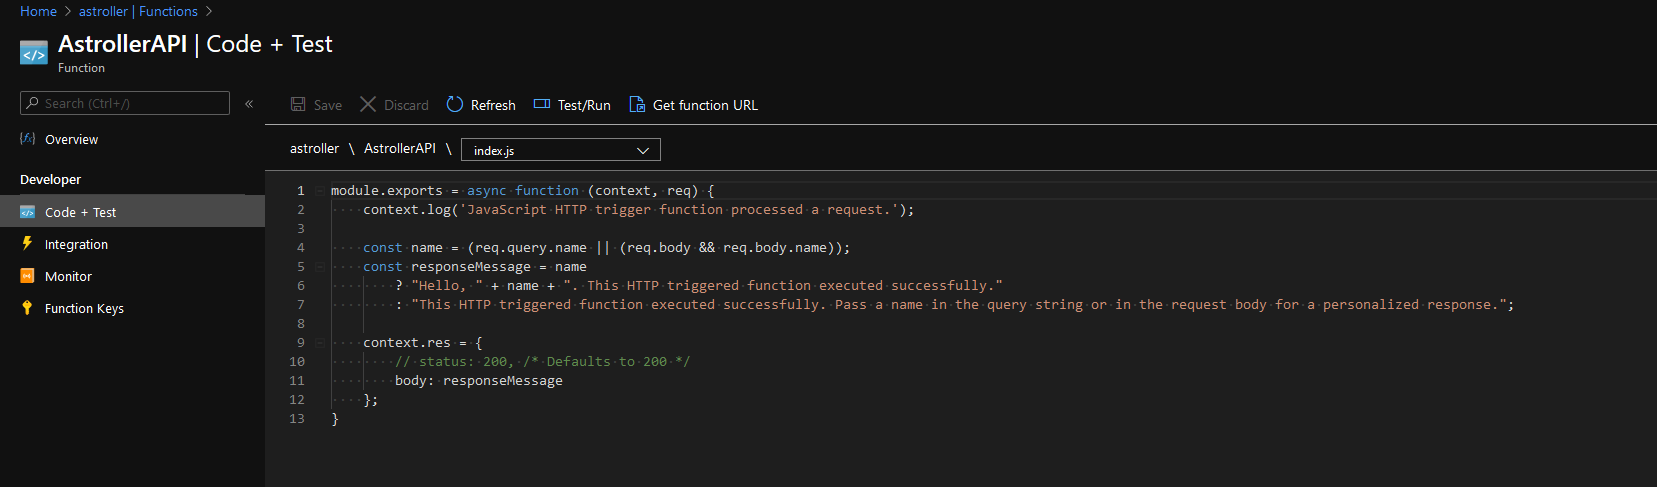 Home > astroller | Functions >
AstrollerAPI | Code + Test
Function
Search (Ctrl+/)
«
Overview
Developer
Code + Test
Integration
Monitor
Function Keys
Save Discard Refresh Test/Run Get function URL
astroller \ AstrollerAPI \ index.js
1 module.exports = async function (context, req) {
2     context.log('JavaScript HTTP trigger function processed a request.');
3
4     const name = (req.query.name || (req.body && req.body.name));
5     const responseMessage = name
6         ? "Hello, " + name + ". This HTTP triggered function executed successfully."
7         : "This HTTP triggered function executed successfully. Pass a name in the query string or in the request body for a personalized response.";
8
9     context.res = {
10         // status: 200, /* Defaults to 200 */
11         body: responseMessage
12     };
13 }